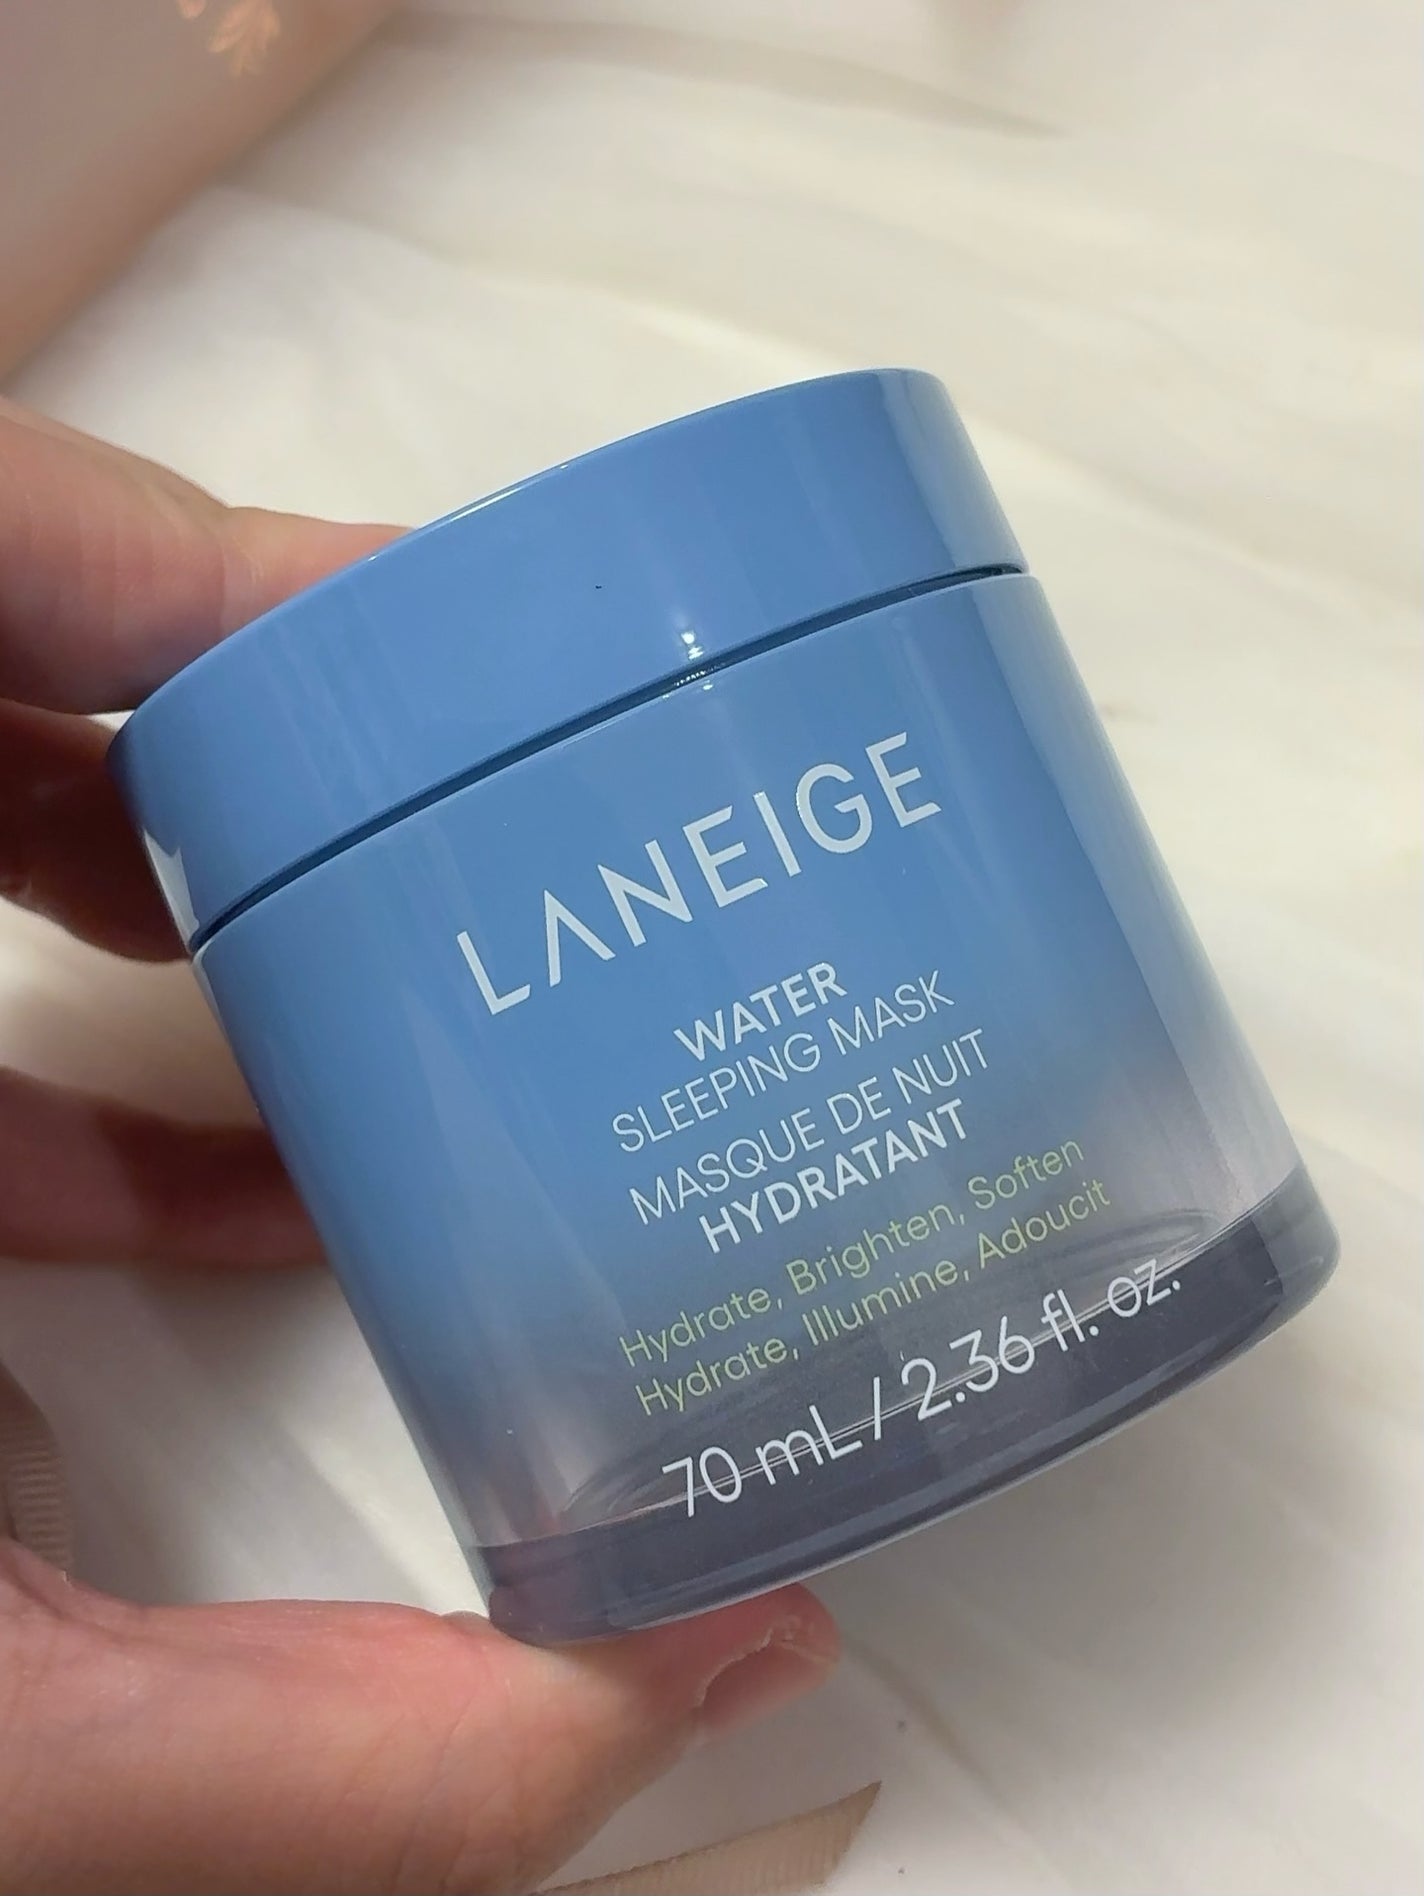 LANEIGE
WATER
SLEEPING MASK
MASQUE DE NUIT
HYDRATANT
Hydrate, Brighten, Soften
Hydrate, Illumine, Adoucit
70 mL / 2.36 fl. oz.